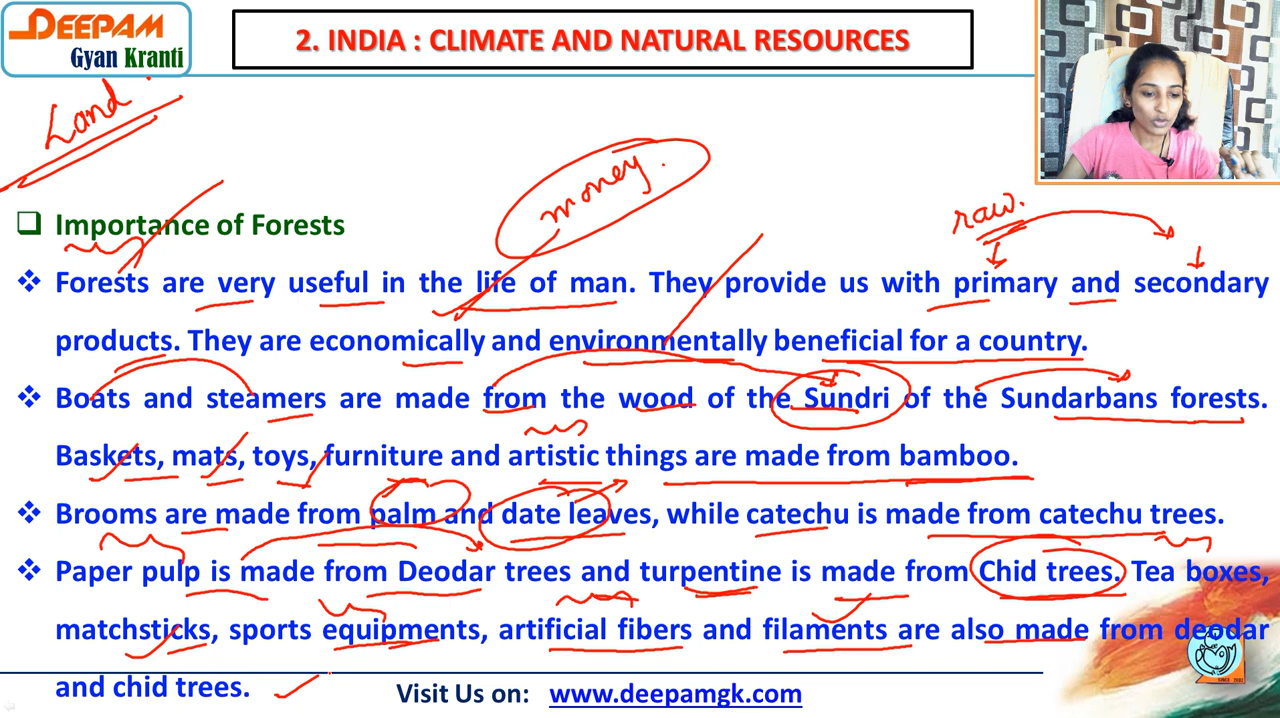 DEEPAM
Gyan Kranti
2. INDIA : CLIMATE AND NATURAL RESOURCES
Land
money.
raw.
Importance of Forests
Forests are very useful in the life of man. They provide us with primary and secondary
products. They are economically and environmentally beneficial for a country.
Boats and steamers are made from the wood of the Sundri of the Sundarbans forests.
Baskets, mats, toys, furniture and artistic things are made from bamboo.
Brooms are made from palm and date leaves, while catechu is made from catechu trees.
Paper pulp is made from Deodar trees and turpentine is made from Chid trees. Tea boxes,
matchsticks, sports equipments, artificial fibers and filaments are also made from deodar
and chid trees.
Visit Us on: www.deepamgk.com